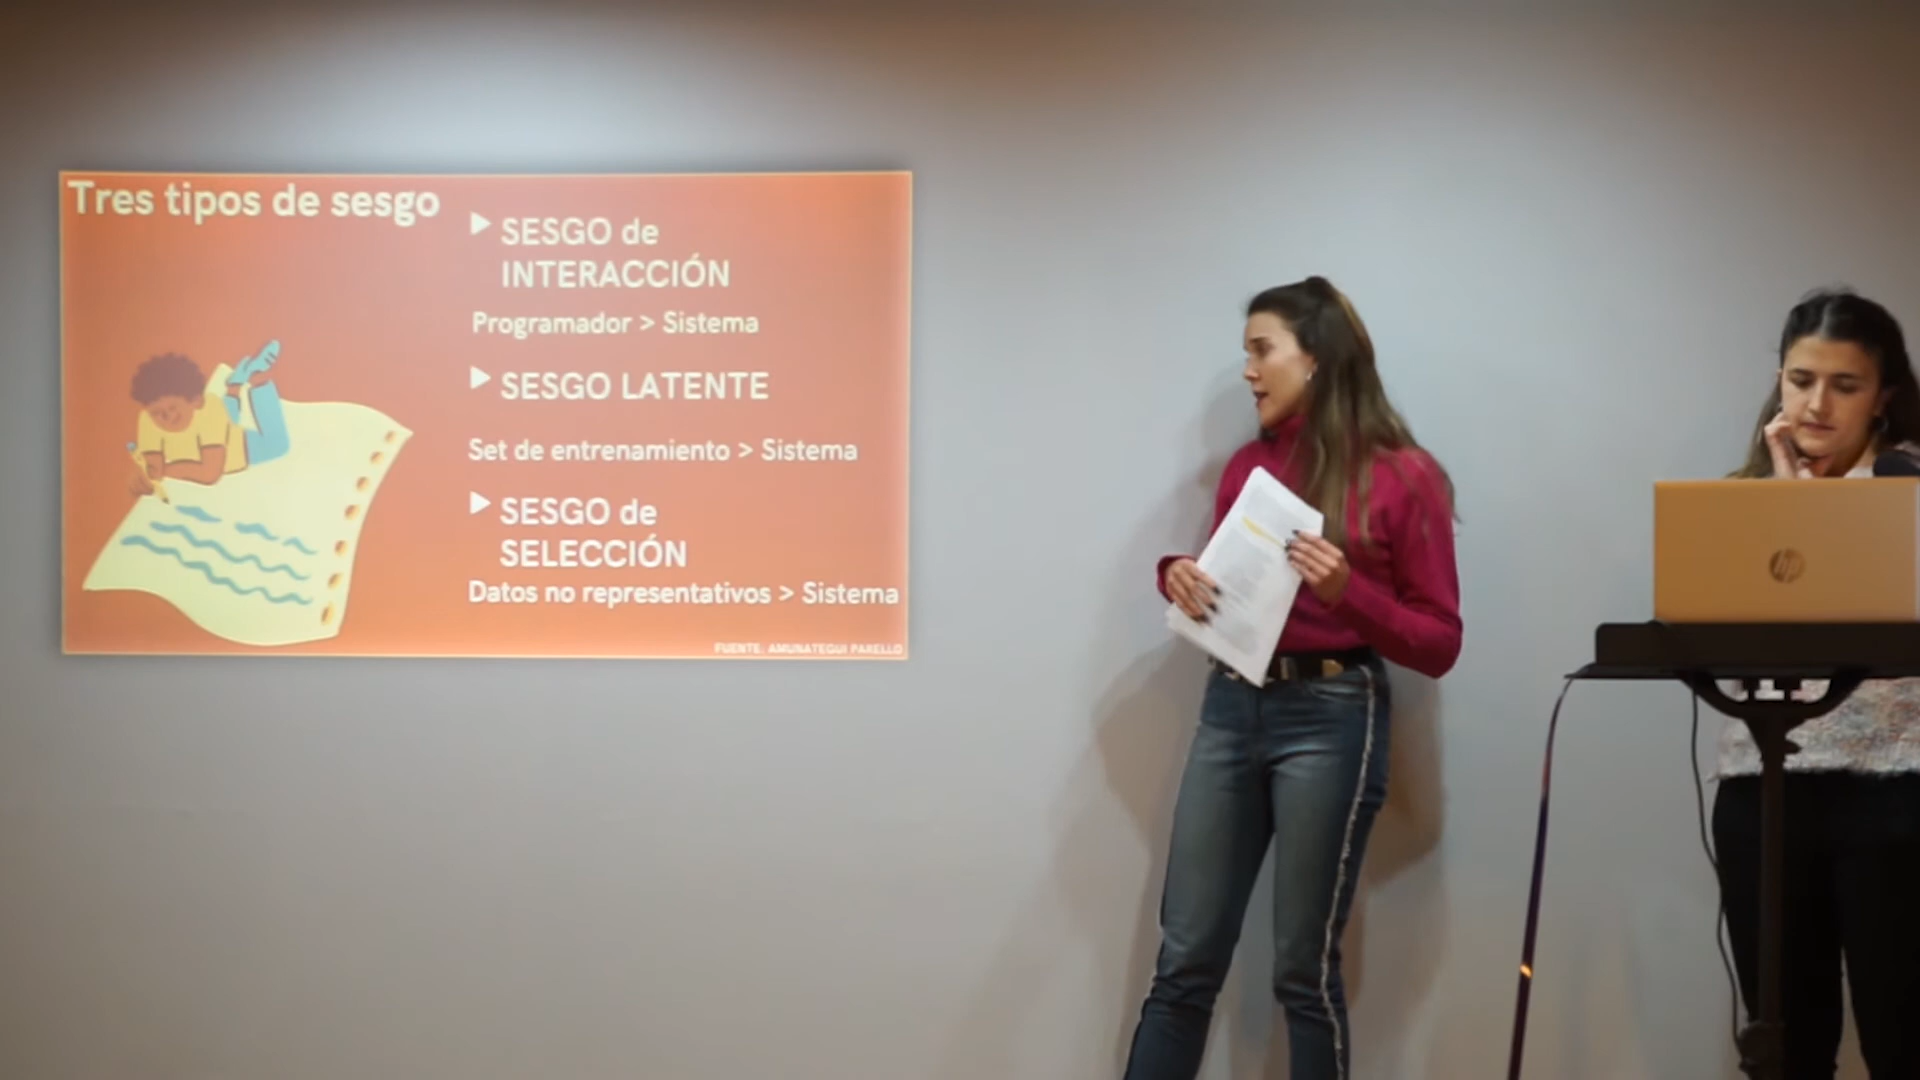 Tres tipos de sesgo
SESGO de
INTERACCIÓN
Programador > Sistema
SESGO LATENTE
Set de entrenamiento > Sistema
SESGO de
SELECCIÓN
Datos no representativos > Sistema
FUENTE: AMUNATEGUI PARELLO
hp